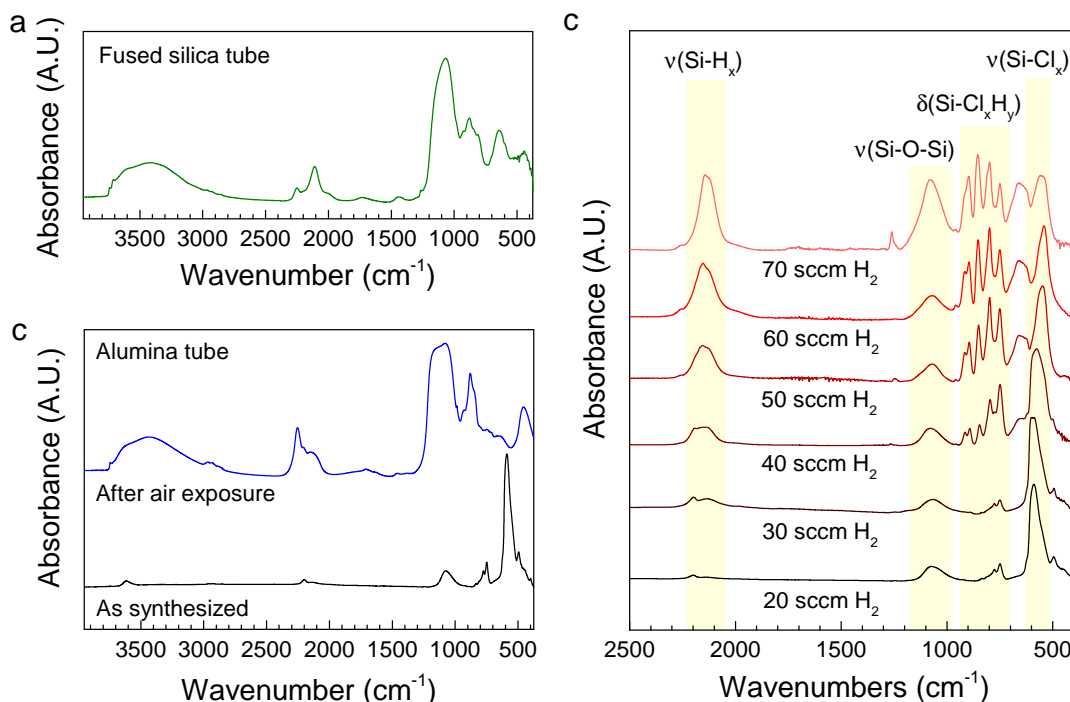 a
Fused silica tube
Absorbance (A.U.)
3500 3000 2500 2000 1500 1000 500
Wavenumber (cm⁻¹)
c
Alumina tube
After air exposure
As synthesized
Absorbance (A.U.)
3500 3000 2500 2000 1500 1000 500
Wavenumber (cm⁻¹)
c
ν(Si-Hₓ)
ν(Si-Clₓ)
δ(Si-ClₓHᵧ)
ν(Si-O-Si)
70 sccm H₂
60 sccm H₂
50 sccm H₂
40 sccm H₂
30 sccm H₂
20 sccm H₂
Absorbance (A.U.)
2500 2000 1500 1000 500
Wavenumbers (cm⁻¹)